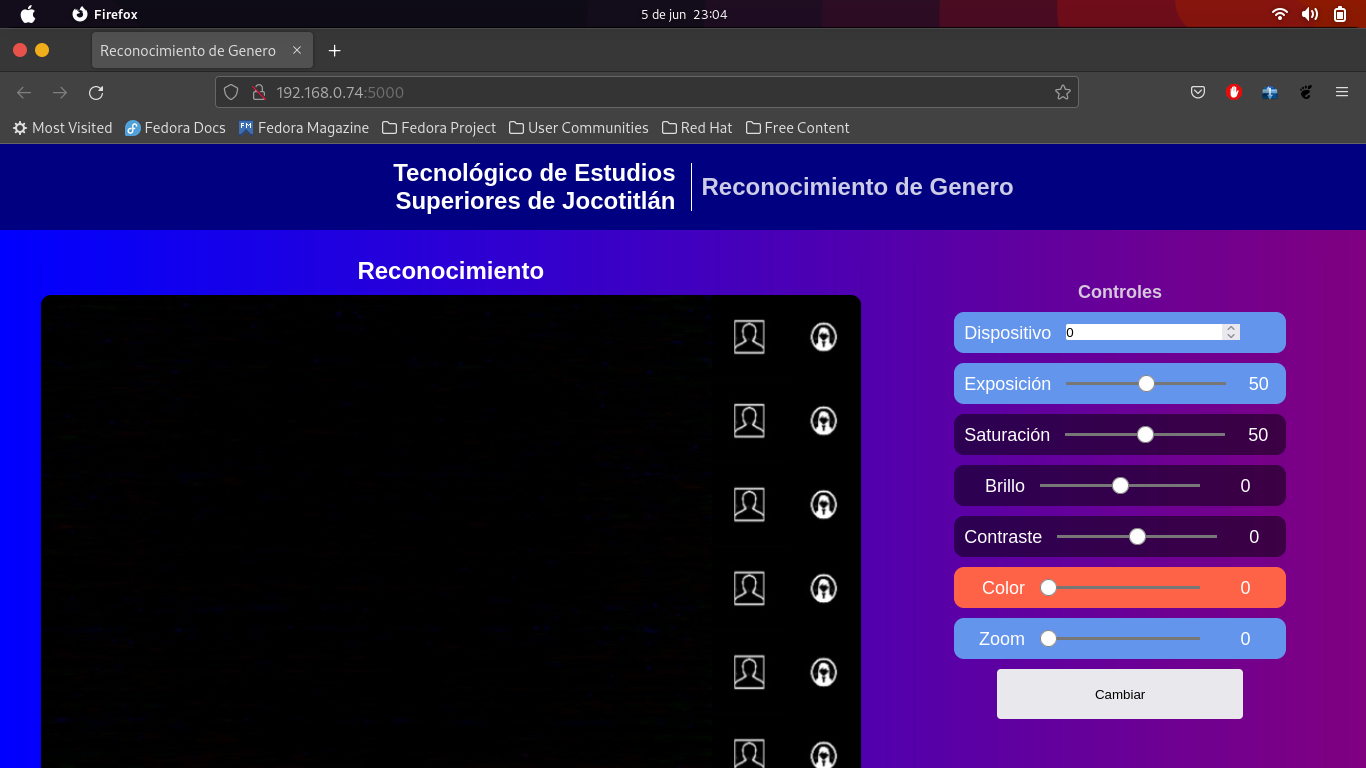 Firefox
5 de jun 23:04
Reconocimiento de Genero
192.168.0.74:5000
Most Visited
Fedora Docs
FM
Fedora Magazine
Fedora Project
User Communities
Red Hat
Free Content
Tecnológico de Estudios
Superiores de Jocotitlán
Reconocimiento de Genero
Reconocimiento
Controles
Dispositivo 0
Exposición 50
Saturación 50
Brillo 0
Contraste 0
Color 0
Zoom 0
Cambiar